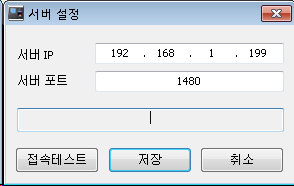 서버 설정
서버 IP 192 . 168 . 1 . 199
서버 포트 1480
접속테스트 저장 취소